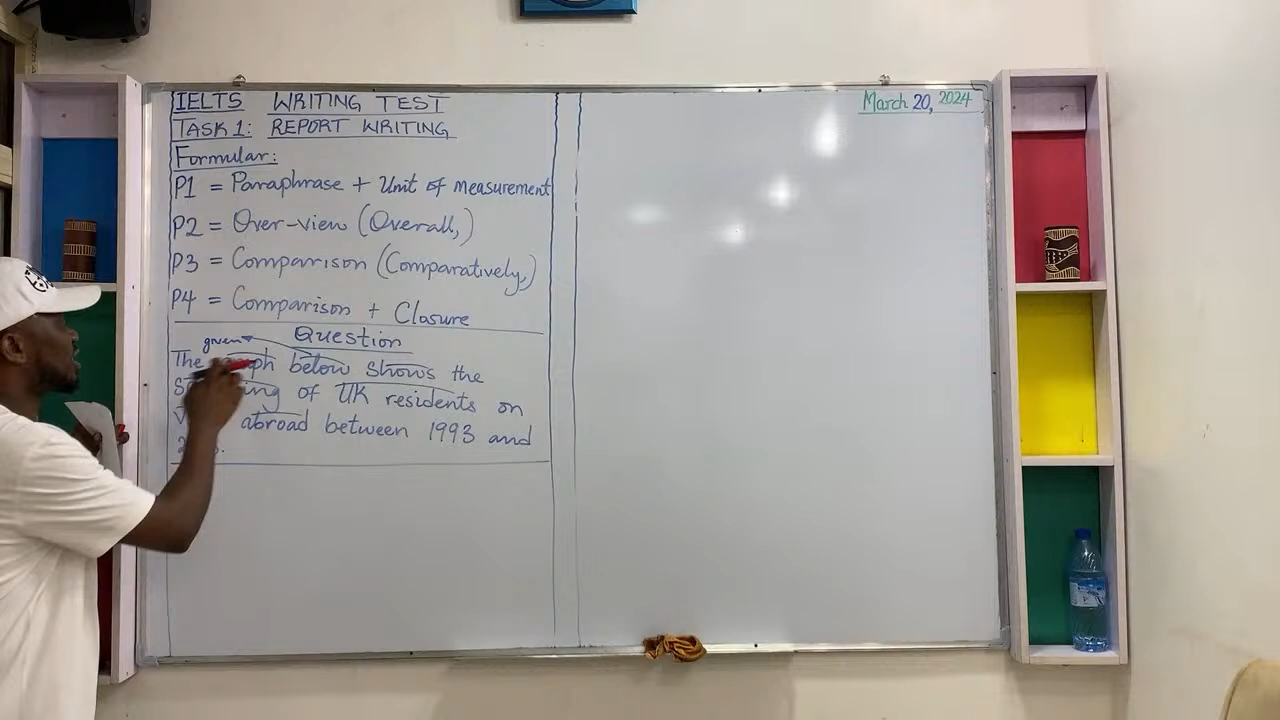 IELTS WRITING TEST
TASK 1: REPORT WRITING
Formular:
P1 = Paraphrase + Unit of measurement
P2 = Over-view (Overall,)
P3 = Comparison (Comparatively,)
P4 = Comparison + Closure
Question
given
The graph below shows the
of UK residents on
abroad between 1993 and
March 20, 2024